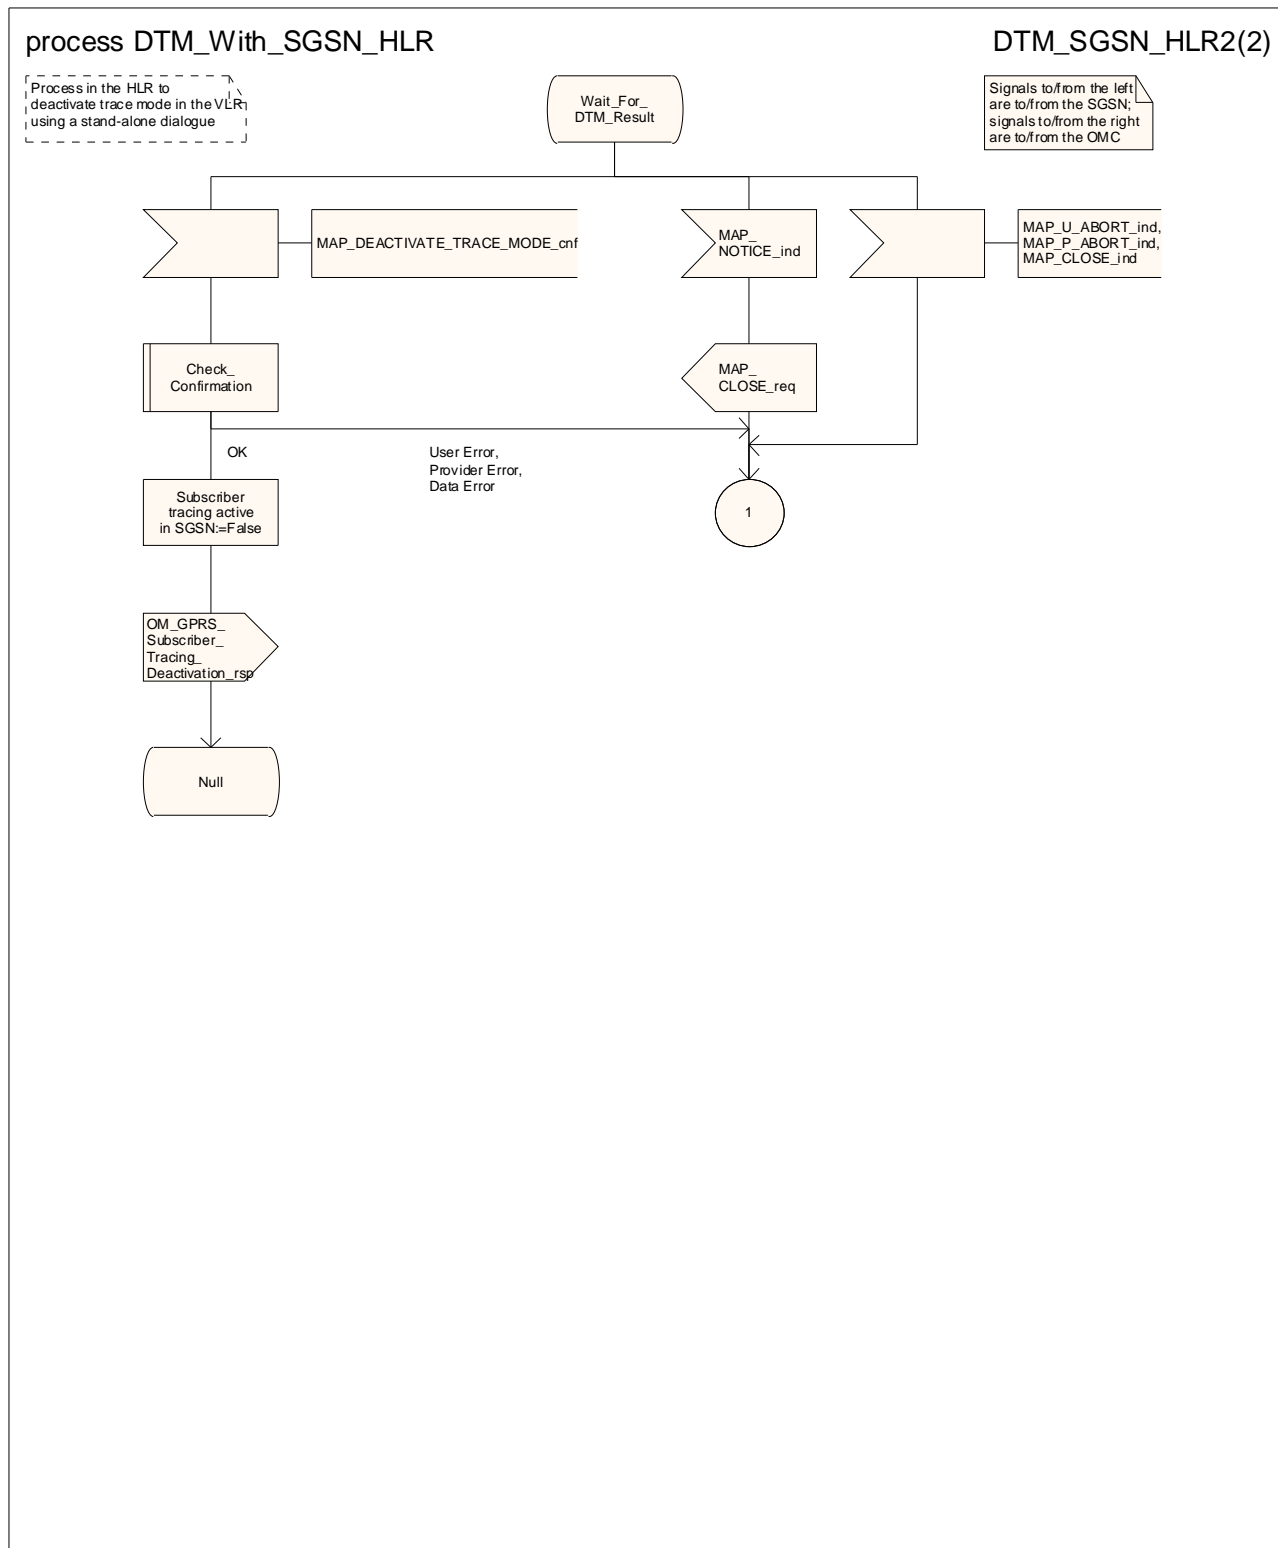 process DTM_With_SGSN_HLR
DTM_SGSN_HLR2(2)
Process in the HLR to
deactivate trace mode in the VLR
using a stand-alone dialogue
Wait_For_
DTM_Result
Signals to/from the left
are to/from the SGSN;
signals to/from the right
are to/from the OMC
MAP_DEACTIVATE_TRACE_MODE_cnf
MAP_
NOTICE_ind
MAP_U_ABORT_ind,
MAP_P_ABORT_ind,
MAP_CLOSE_ind
Check_
Confirmation
MAP_
CLOSE_req
OK
User Error,
Provider Error,
Data Error
Subscriber
tracing active
in SGSN:=False
1
OM_GPRS_
Subscriber_
Tracing_
Deactivation_rsp
Null